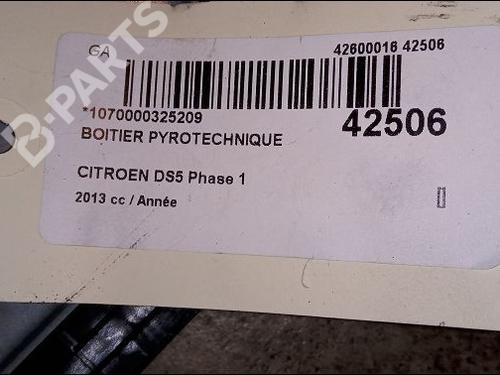 GA
42600016 42506
*1070000325209
42506
BOITIER PYROTECHNIQUE
CITROEN DS5 Phase 1
2013 cc / Année
B-PARTS